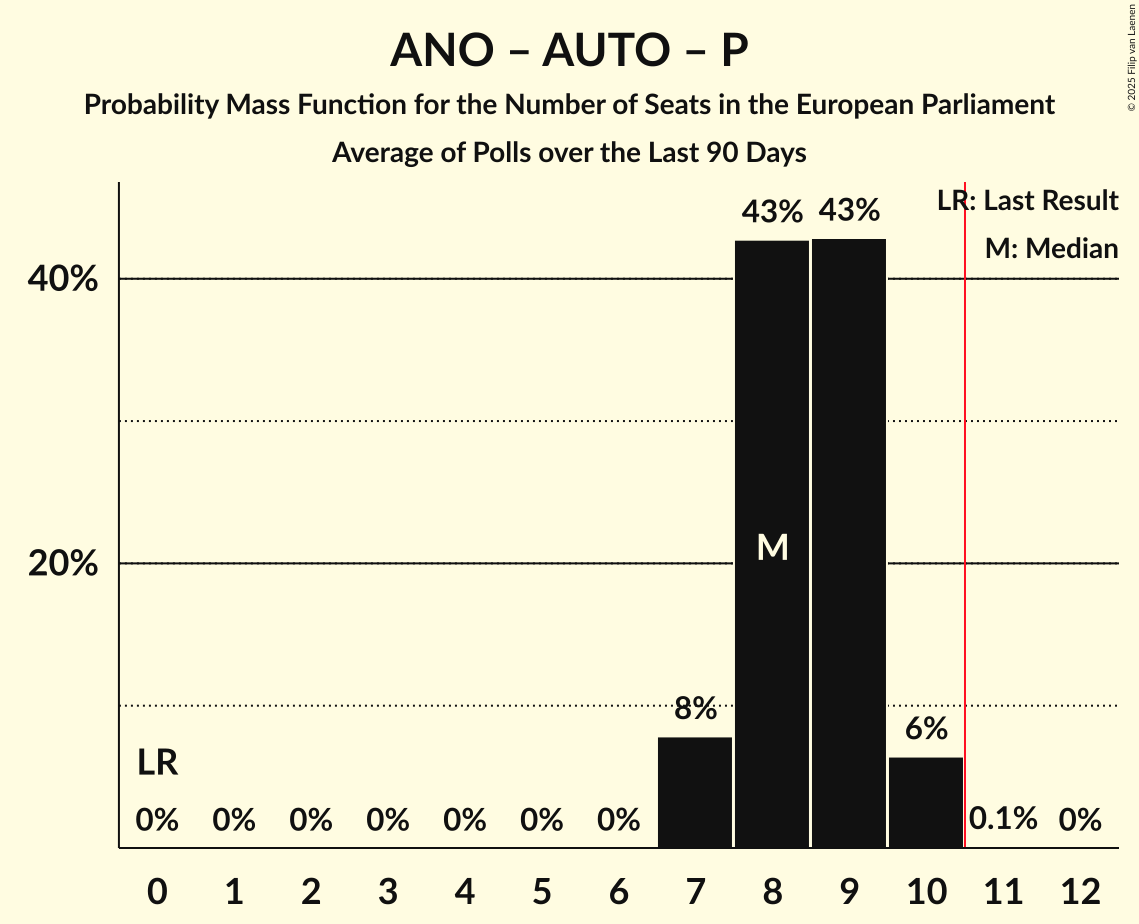 ANO – AUTO – P
Probability Mass Function for the Number of Seats in the European Parliament
Average of Polls over the Last 90 Days
© 2025 Filip van Laenen
LR: Last Result
M: Median
43% 43%
40%
M
20%
8%
6%
LR
0% 0% 0% 0% 0% 0% 0% 0.1% 0%
0 1 2 3 4 5 6 7 8 9 10 11 12